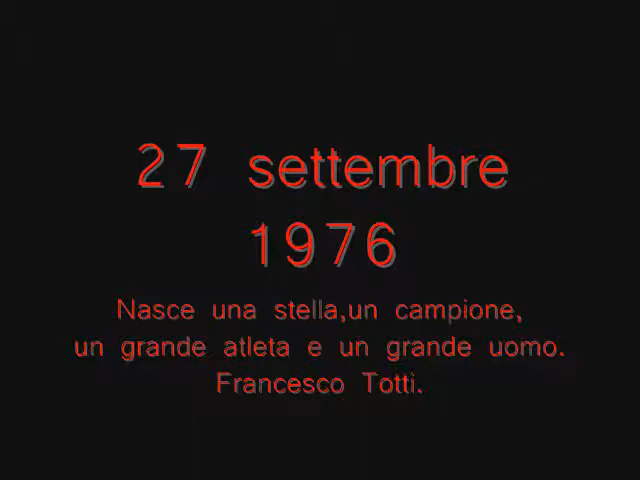 27 settembre
1976
Nasce una stella,un campione,
un grande atleta e un grande uomo.
Francesco Totti.